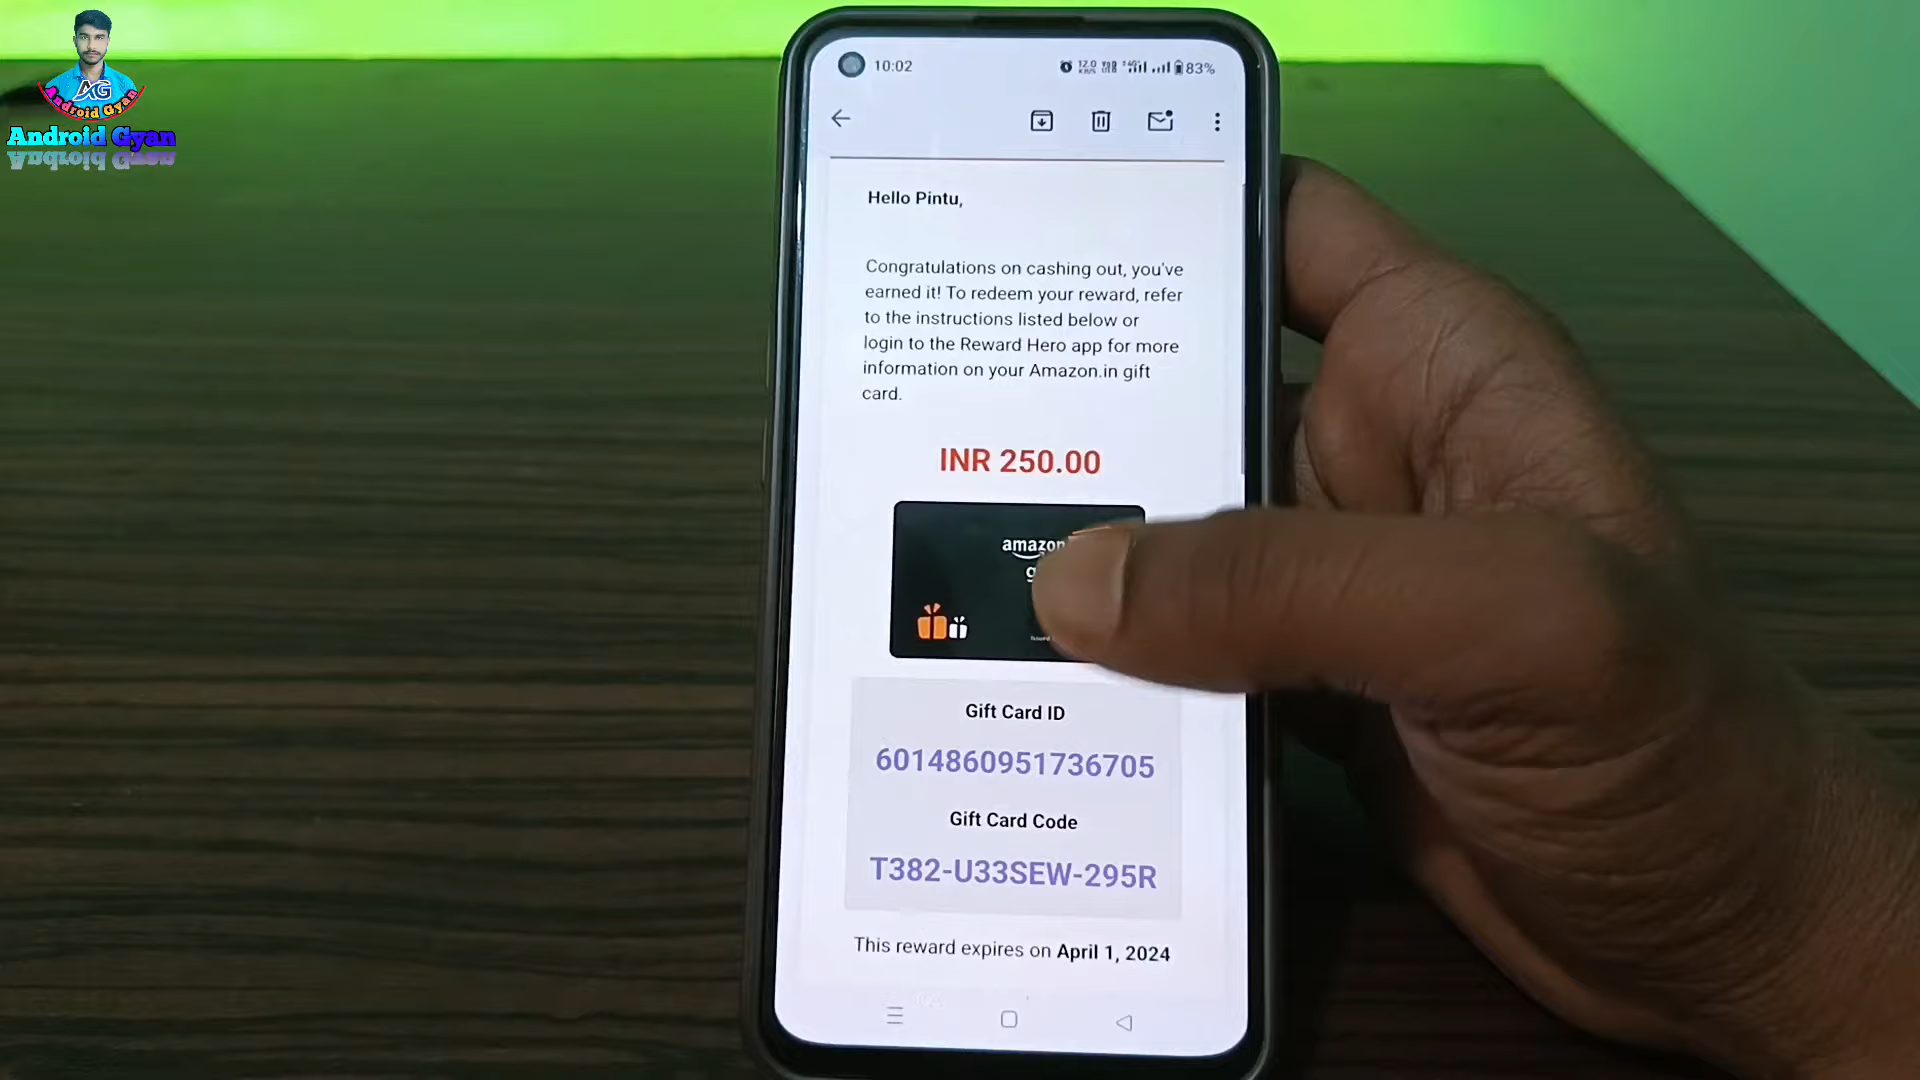 AG
Android Gyan
Android Gyan
10:02
83%
Hello Pintu,
Congratulations on cashing out, you've
earned it! To redeem your reward, refer
to the instructions listed below or
login to the Reward Hero app for more
information on your Amazon.in gift
card.
INR 250.00
amazon
Gift Card ID
6014860951736705
Gift Card Code
T382-U33SEW-295R
This reward expires on April 1, 2024